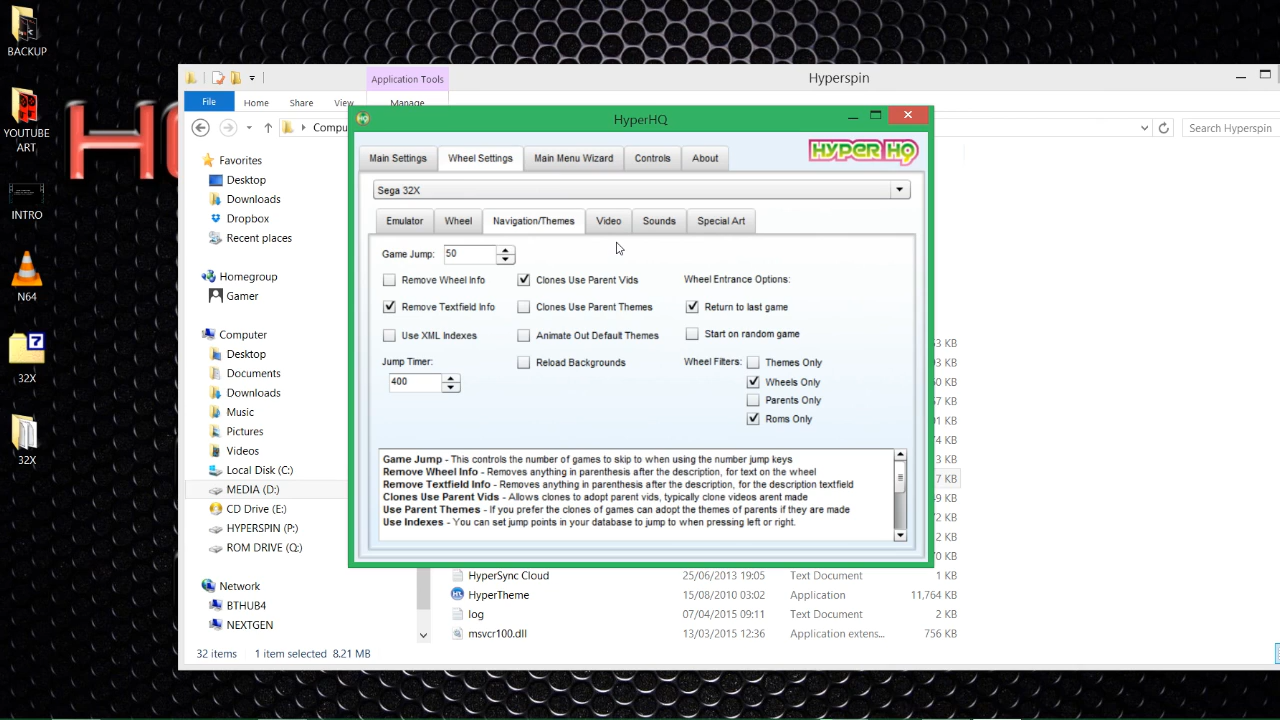 BACKUP
YOUTUBE
ART
INTRO
N64
32X
32X
Application Tools
Hyperspin
File
Home
Share
View
Manage
Compu
Search Hyperspin
Favorites
Desktop
Downloads
Dropbox
Recent places
Homegroup
Gamer
Computer
Desktop
Documents
Downloads
Music
Pictures
Videos
Local Disk (C:)
MEDIA (D:)
CD Drive (E:)
HYPERSPIN (P:)
ROM DRIVE (Q:)
Network
BTHUB4
NEXTGEN
HyperHQ
Main Settings
Wheel Settings
Main Menu Wizard
Controls
About
HYPER HQ
Sega 32X
Emulator
Wheel
Navigation/Themes
Video
Sounds
Special Art
Game Jump: 50
Remove Wheel Info
Clones Use Parent Vids
Wheel Entrance Options:
Remove Textfield Info
Clones Use Parent Themes
Return to last game
Use XML Indexes
Animate Out Default Themes
Start on random game
Jump Timer:
Reload Backgrounds
Wheel Filters:
Themes Only
400
Wheels Only
Parents Only
Roms Only
Game Jump - This controls the number of games to skip to when using the number jump keys
Remove Wheel Info - Removes anything in parenthesis after the description, for text on the wheel
Remove Textfield Info - Removes anything in parenthesis after the description, for the description textfield
Clones Use Parent Vids - Allows clones to adopt parent vids, typically clone videos arent made
Use Parent Themes - If you prefer the clones of games can adopt the themes of parents if they are made
Use Indexes - You can set jump points in your database to jump to when pressing left or right.
HyperSync Cloud 25/06/2013 19:05 Text Document 1 KB
HyperTheme 15/08/2010 03:02 Application 11,764 KB
log 07/04/2015 09:11 Text Document 2 KB
msvcr100.dll 13/03/2015 12:36 Application extens... 756 KB
32 items 1 item selected 8.21 MB